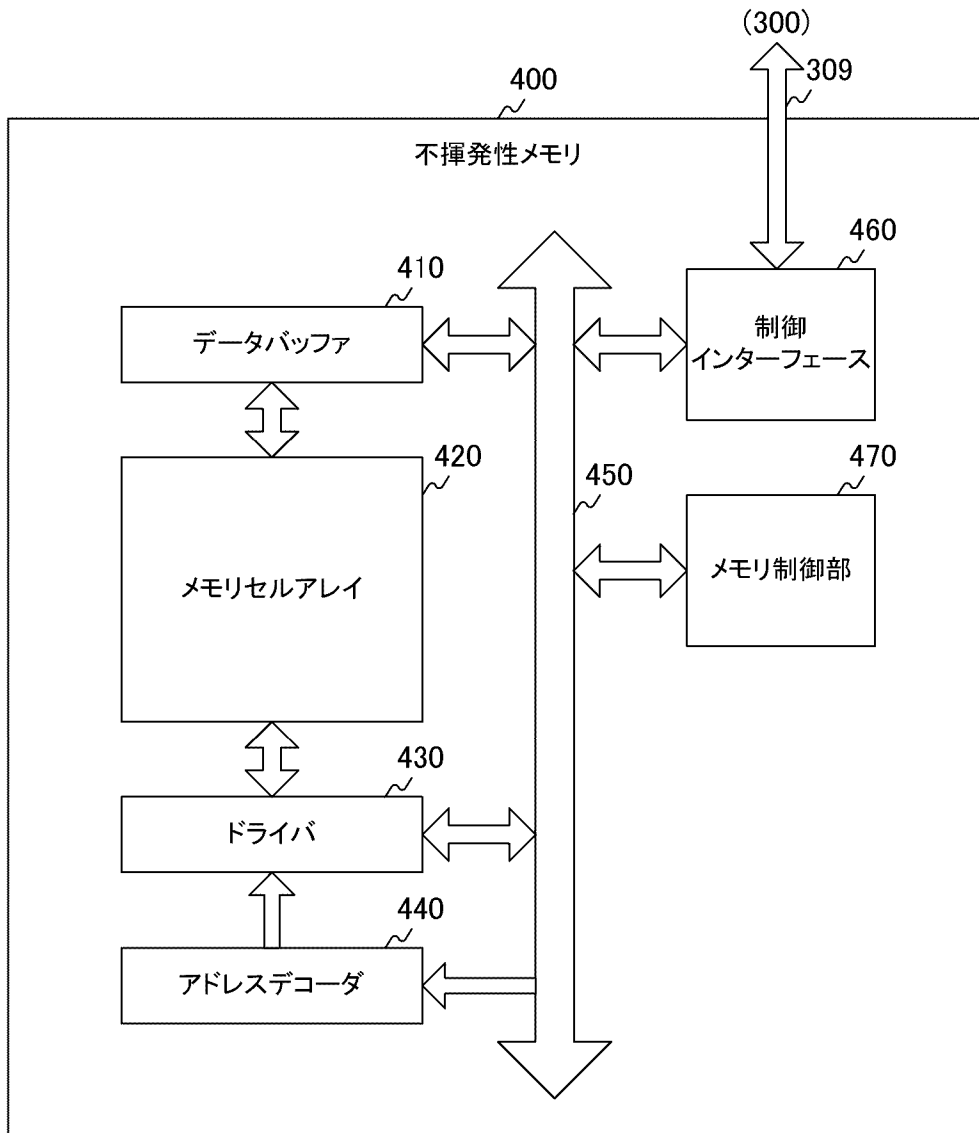 (300)
309
400
不揮発性メモリ
460
制御
インターフェース
410
データバッファ
420
メモリセルアレイ
450
470
メモリ制御部
430
ドライバ
440
アドレスデコーダ